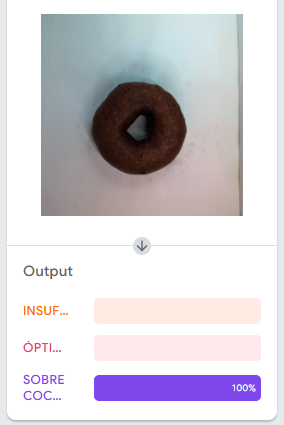 Output
INSUF...
ÓPTI...
SOBRE
COC...
100%